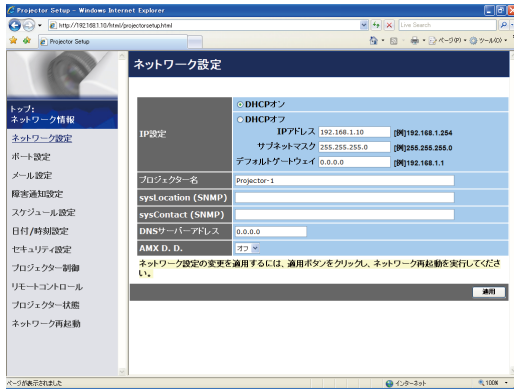 Projector Setup - Windows Internet Explorer
http://192.168.1.10/html/projectorsetup.html
Live Search
Projector Setup
ページ(P)
ツール(O)
ネットワーク設定
トップ:
ネットワーク情報
ネットワーク設定
ポート設定
メール設定
障害通知設定
スケジュール設定
日付/時刻設定
セキュリティ設定
プロジェクター制御
リモートコントロール
プロジェクター状態
ネットワーク再起動
IP設定
DHCPオン
DHCPオフ
IPアドレス 192.168.1.10 [例]192.168.1.254
サブネットマスク 255.255.255.0 [例]255.255.255.0
デフォルトゲートウェイ 0.0.0.0 [例]192.168.1.1
プロジェクター名 Projector-1
sysLocation (SNMP)
sysContact (SNMP)
DNSサーバーアドレス 0.0.0.0
AMX D. D. オフ
ネットワーク設定の変更を適用するには、適用ボタンをクリックし、ネットワーク再起動を実行してくださ
い。
適用
ページが表示されました
インターネット
100%